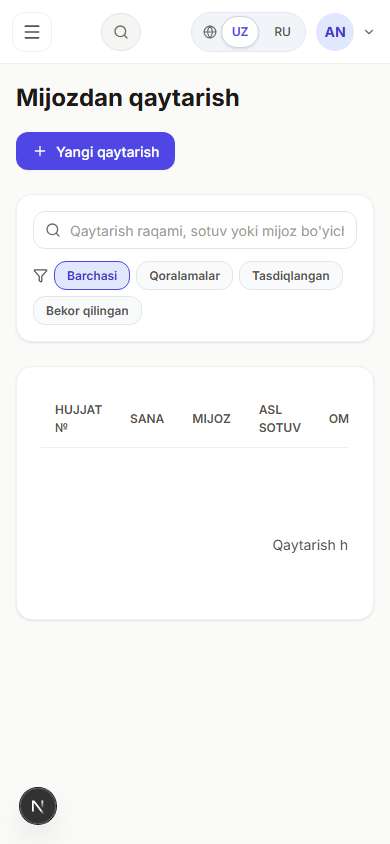 UZ RU AN
Mijozdan qaytarish
+ Yangi qaytarish
Qaytarish raqami, sotuv yoki mijoz bo'yicl
Barchasi Qoralamalar Tasdiqlangan
Bekor qilingan
HUJJAT № SANA MIJOZ ASL SOTUV OM
Qaytarish h
N